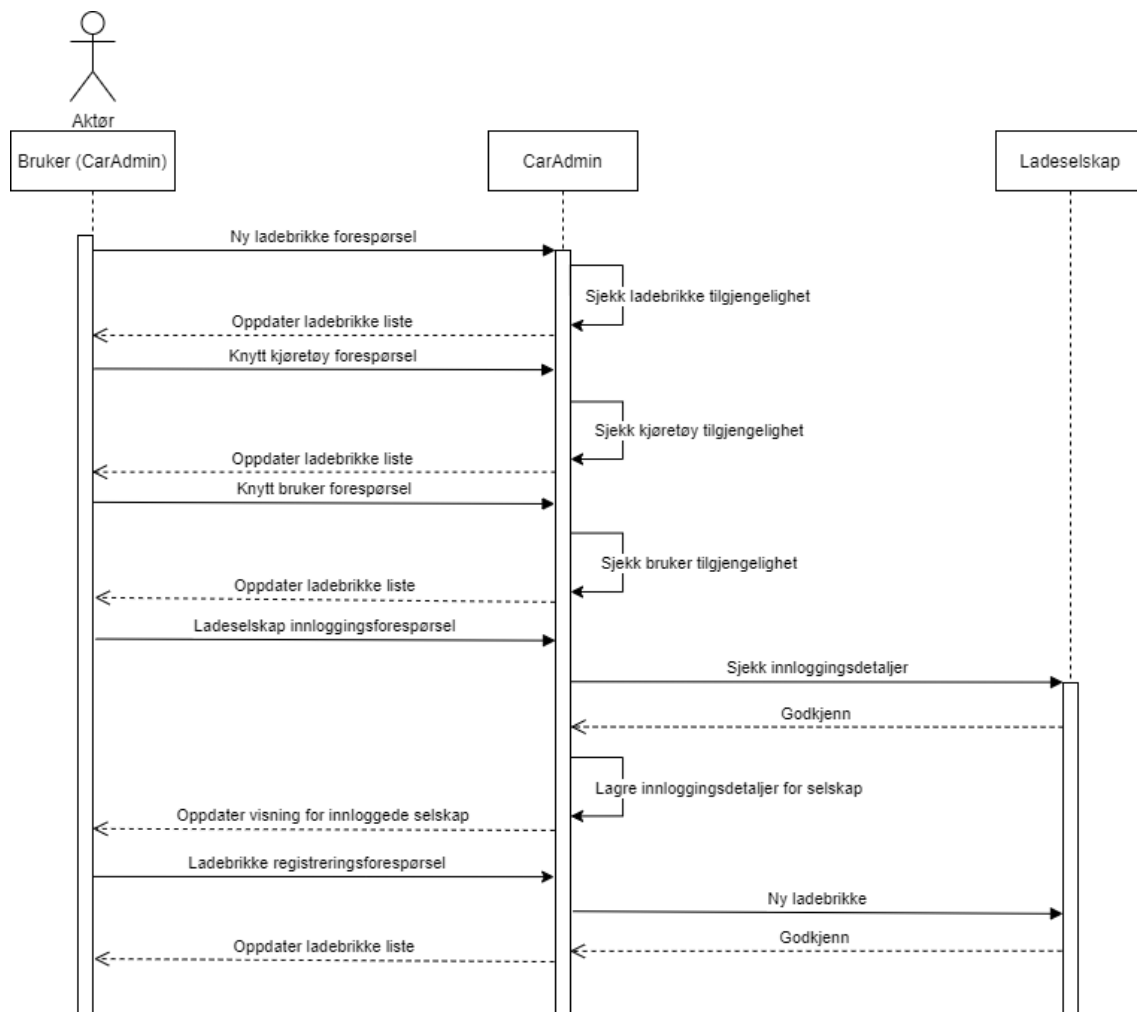 Aktør
Bruker (CarAdmin)
CarAdmin
Ladeselskap
Ny ladebrikke forespørsel
Sjekk ladebrikke tilgjengelighet
Oppdater ladebrikke liste
Knytt kjøretøy forespørsel
Sjekk kjøretøy tilgjengelighet
Oppdater ladebrikke liste
Knytt bruker forespørsel
Sjekk bruker tilgjengelighet
Oppdater ladebrikke liste
Ladeselskap innloggingsforespørsel
Sjekk innloggingsdetaljer
Godkjenn
Lagre innloggingsdetaljer for selskap
Oppdater visning for innloggede selskap
Ladebrikke registreringsforespørsel
Ny ladebrikke
Godkjenn
Oppdater ladebrikke liste